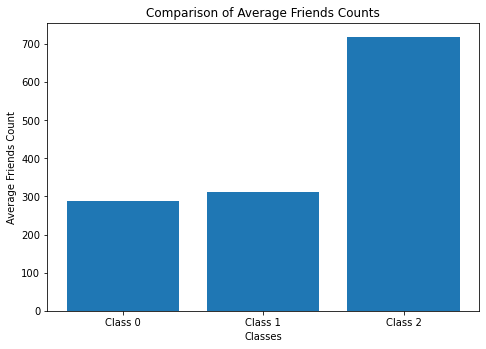 Comparison of Average Friends Counts
Average Friends Count
700
600
500
400
300
200
100
0
Class 0
Class 1
Class 2
Classes